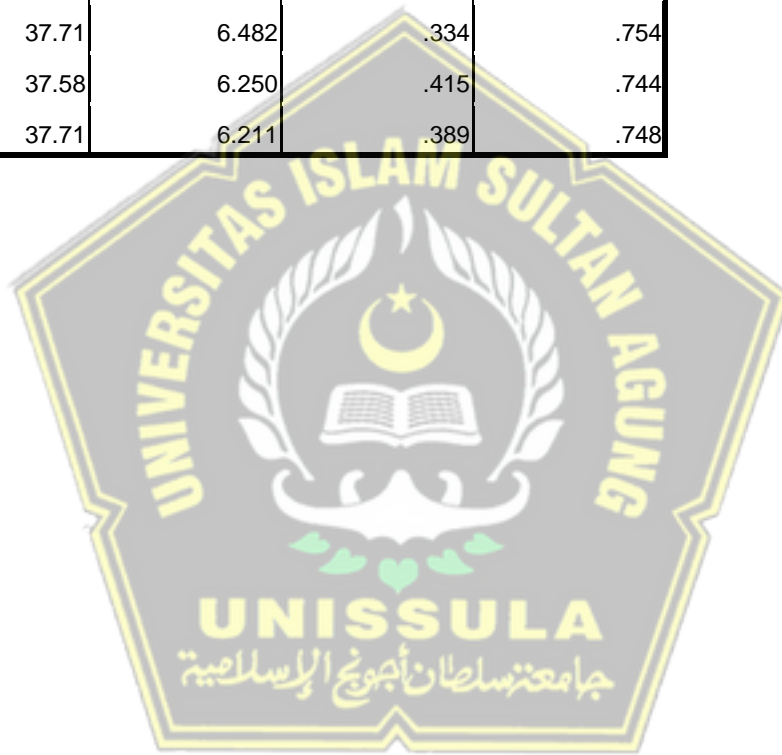 37.71 6.482 .334 .754
37.58 6.250 .415 .744
37.71 6.211 .389 .748
UNIVERSITAS ISLAM SULTAN AGUNG
UNISSULA
جامعة سلطان أجونج الإسلامية